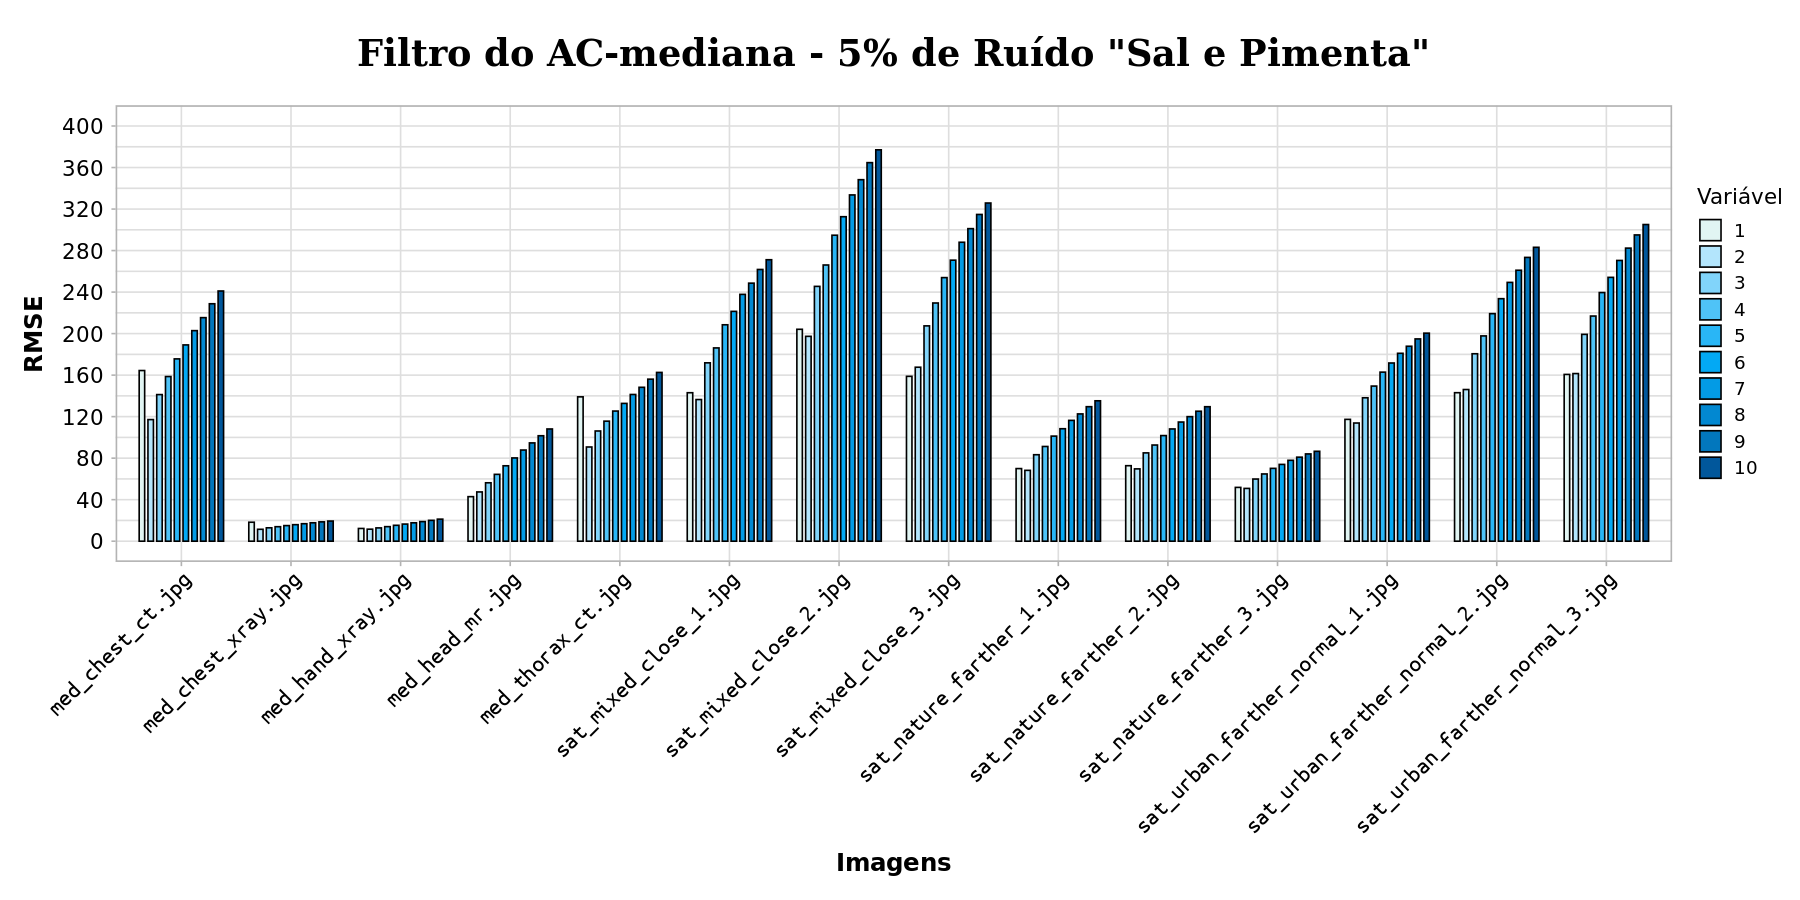 Filtro do AC-mediana - 5% de Ruído "Sal e Pimenta"
RMSE
400
360
320
280
240
200
160
120
80
40
0
med_chest_ct.jpg
med_chest_xray.jpg
med_hand_xray.jpg
med_head_mr.jpg
med_thorax_ct.jpg
sat_mixed_close_1.jpg
sat_mixed_close_2.jpg
sat_mixed_close_3.jpg
sat_nature_farther_1.jpg
sat_nature_farther_2.jpg
sat_nature_farther_3.jpg
sat_urban_farther_normal_1.jpg
sat_urban_farther_normal_2.jpg
sat_urban_farther_normal_3.jpg
Imagens
Variável
1
2
3
4
5
6
7
8
9
10